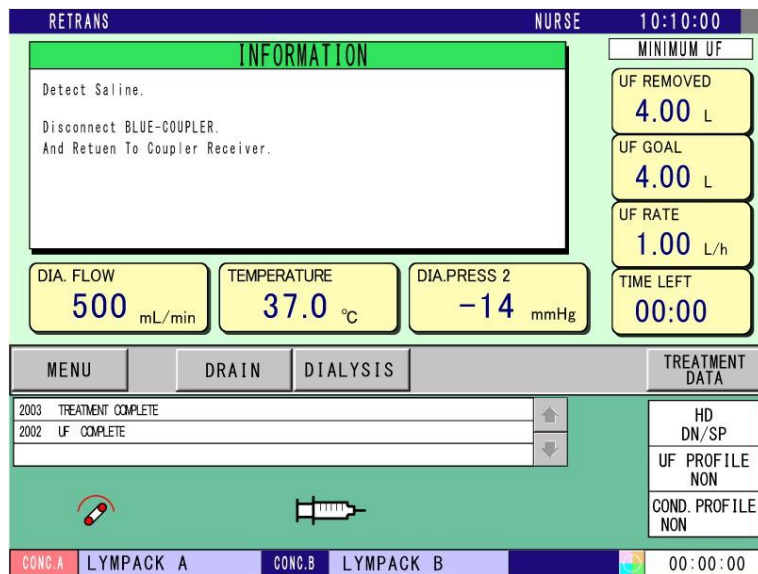 RETRANS NURSE 10:10:00
INFORMATION
Detect Saline.
Disconnect BLUE-COUPLER.
And Retuen To Coupler Receiver.
MINIMUM UF
UF REMOVED
4.00 L
UF GOAL
4.00 L
UF RATE
1.00 L/h
TIME LEFT
00:00
DIA. FLOW
500 mL/min
TEMPERATURE
37.0 ℃
DIA.PRESS 2
-14 mmHg
MENU DRAIN DIALYSIS
TREATMENT
DATA
2003 TREATMENT COMPLETE
2002 UF COMPLETE
HD
DN/SP
UF PROFILE
NON
COND.PROFILE
NON
CONC.A LYMPACK A CONC.B LYMPACK B 00:00:00